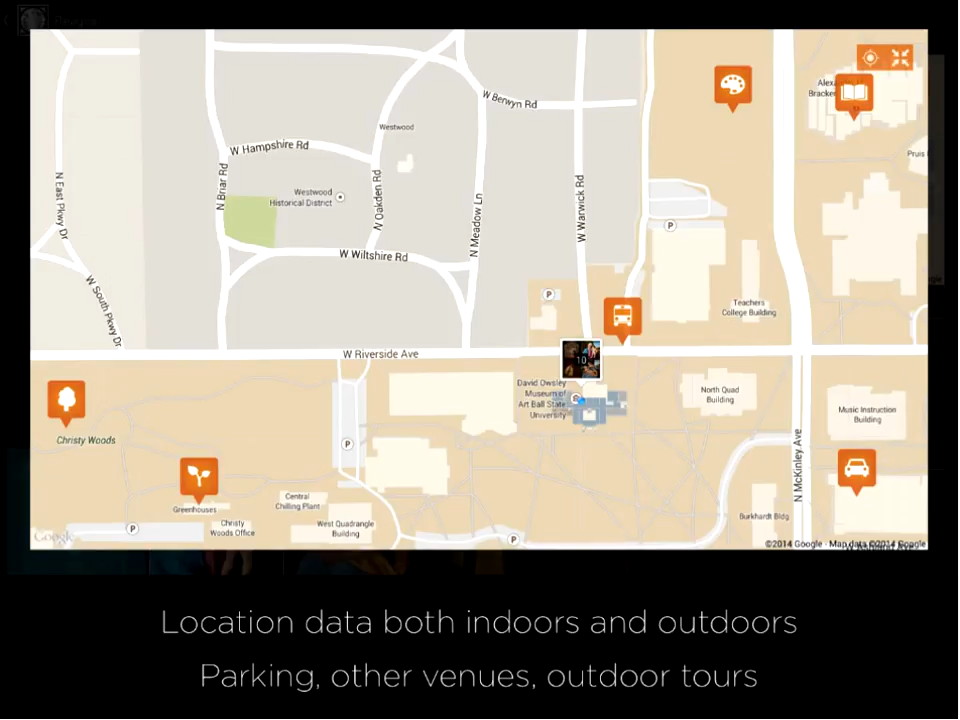 W Berwyn Rd
Westwood
W Hampshire Rd
N Briar Rd
N East Pkwy Dr
Westwood
Historical District
N Oakden Rd
N Meadow Ln
W Warwick Rd
W Wiltshire Rd
W South Pkwy Dr
P
P
Teachers
College Building
W Riverside Ave
10
David Owsley
Museum of
Art Ball State
University
North Quad
Building
Music Instruction
Building
Christy Woods
P
N McKinley Ave
Greenhouses
Central
Chilling Plant
Christy
Woods Office
West Quadrangle
Building
Burkhardt Bldg
P
P
Google
©2014 Google - Map data ©2014 Google
Location data both indoors and outdoors
Parking, other venues, outdoor tours